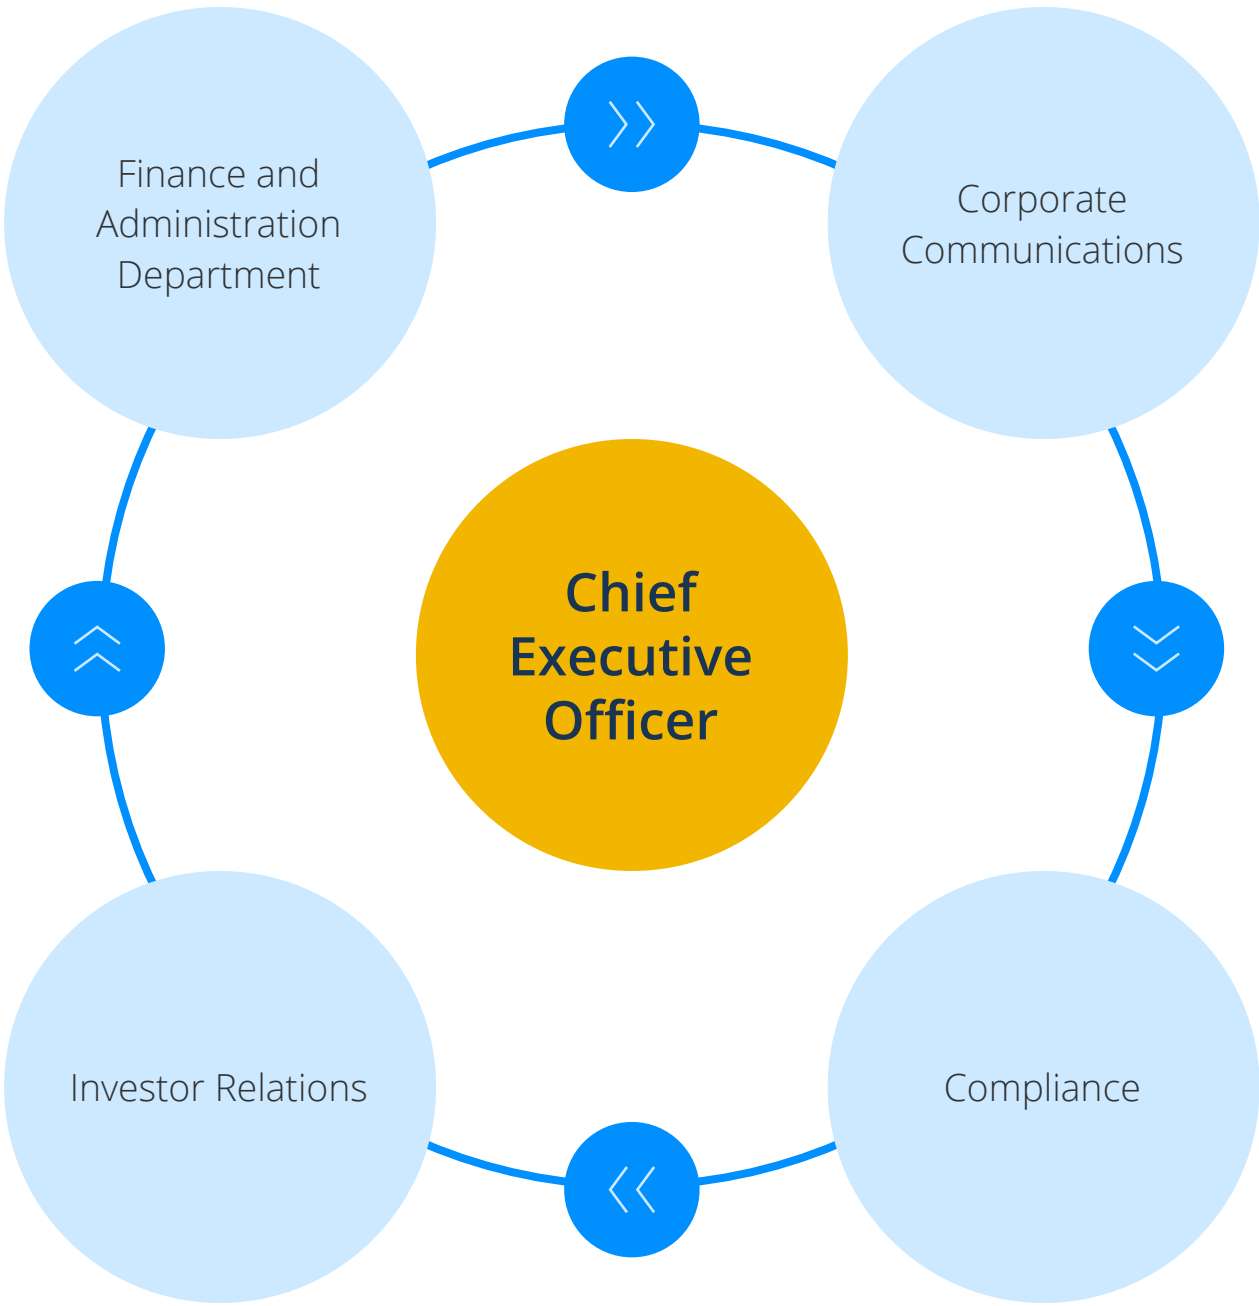 Finance and
Administration
Department
Corporate
Communications
Chief
Executive
Officer
Investor Relations
Compliance